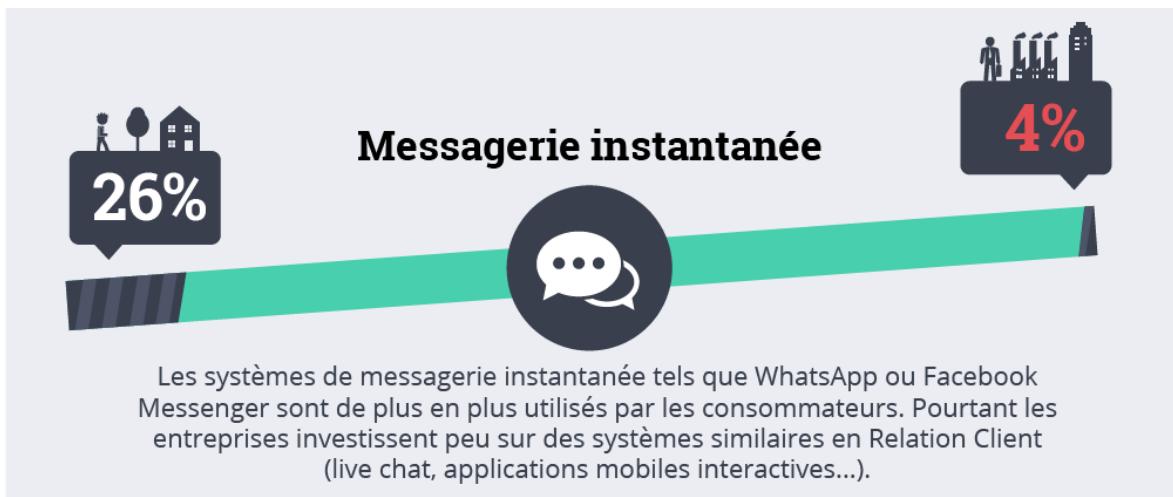 4%
Messagerie instantanée
26%
Les systèmes de messagerie instantanée tels que WhatsApp ou Facebook
Messenger sont de plus en plus utilisés par les consommateurs. Pourtant les
entreprises investissent peu sur des systèmes similaires en Relation Client
(live chat, applications mobiles interactives...).